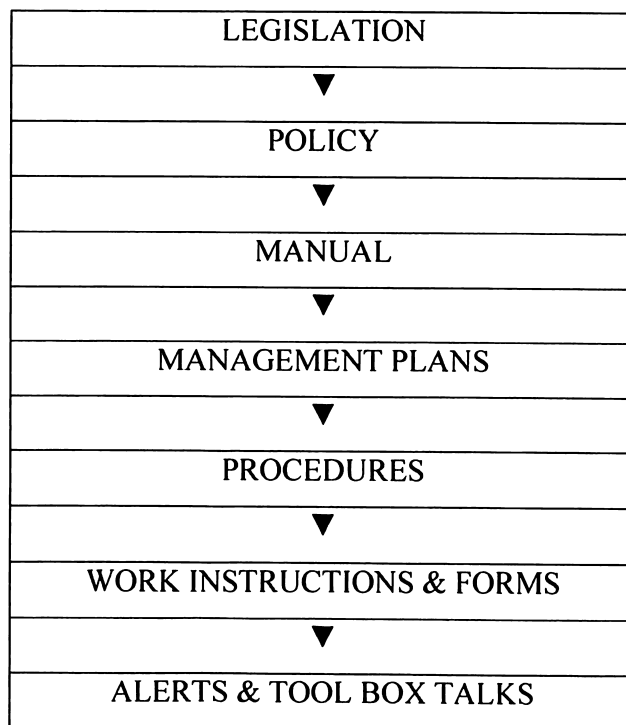 LEGISLATION
▼
POLICY
▼
MANUAL
▼
MANAGEMENT PLANS
▼
PROCEDURES
▼
WORK INSTRUCTIONS & FORMS
▼
ALERTS & TOOL BOX TALKS